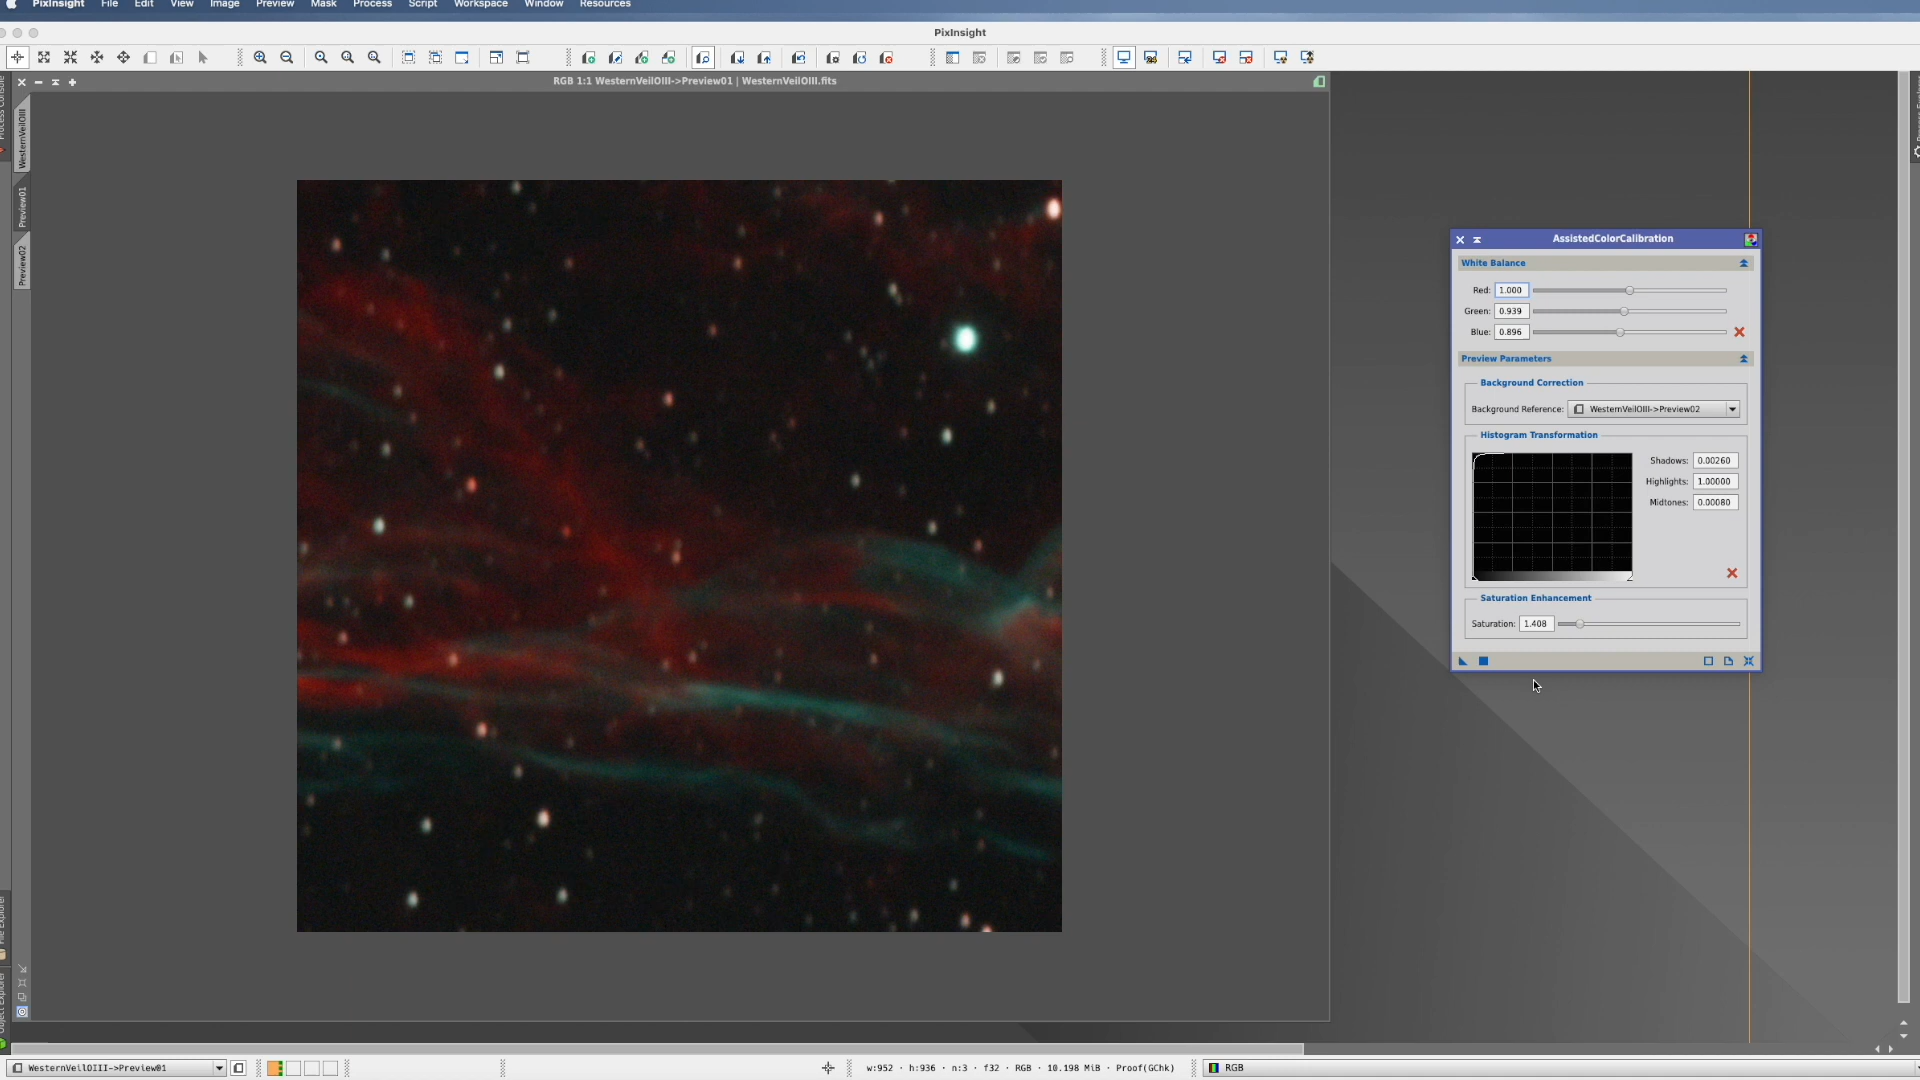 PixInsight File Edit View Image Preview Mask Process Script Workspace Window Resources
PixInsight
RGB 1:1 WesternVeilOIII->Preview01 | WesternVeilOIII.fits
WesternVeilOIII
Preview01
Preview02
AssistedColorCalibration
White Balance
Red: 1.000
Green: 0.939
Blue: 0.896
Preview Parameters
Background Correction
Background Reference: WesternVeilOIII->Preview02
Histogram Transformation
Shadows: 0.00260
Highlights: 1.00000
Midtones: 0.00080
Saturation Enhancement
Saturation: 1.408
WesternVeilOIII->Preview01
w:952 · h:936 · n:3 · f32 · RGB · 10.198 MiB · Proof(GChk)
RGB